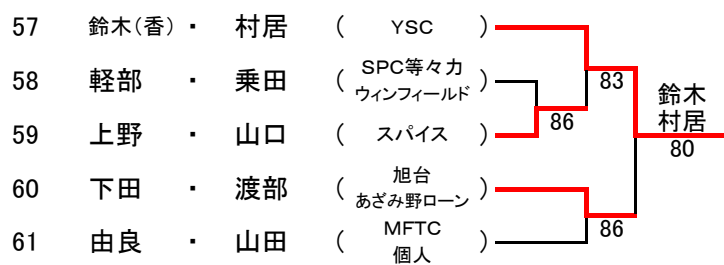 57 鈴木(香)・ 村居 ( YSC )
58 軽部 ・ 乗田 ( SPC等々力 ウィンフィールド )
83
鈴木
村居
86
59 上野 ・ 山口 ( スパイス )
80
60 下田 ・ 渡部 ( 旭台 あざみ野ローン )
86
61 由良 ・ 山田 ( MFTC 個人 )